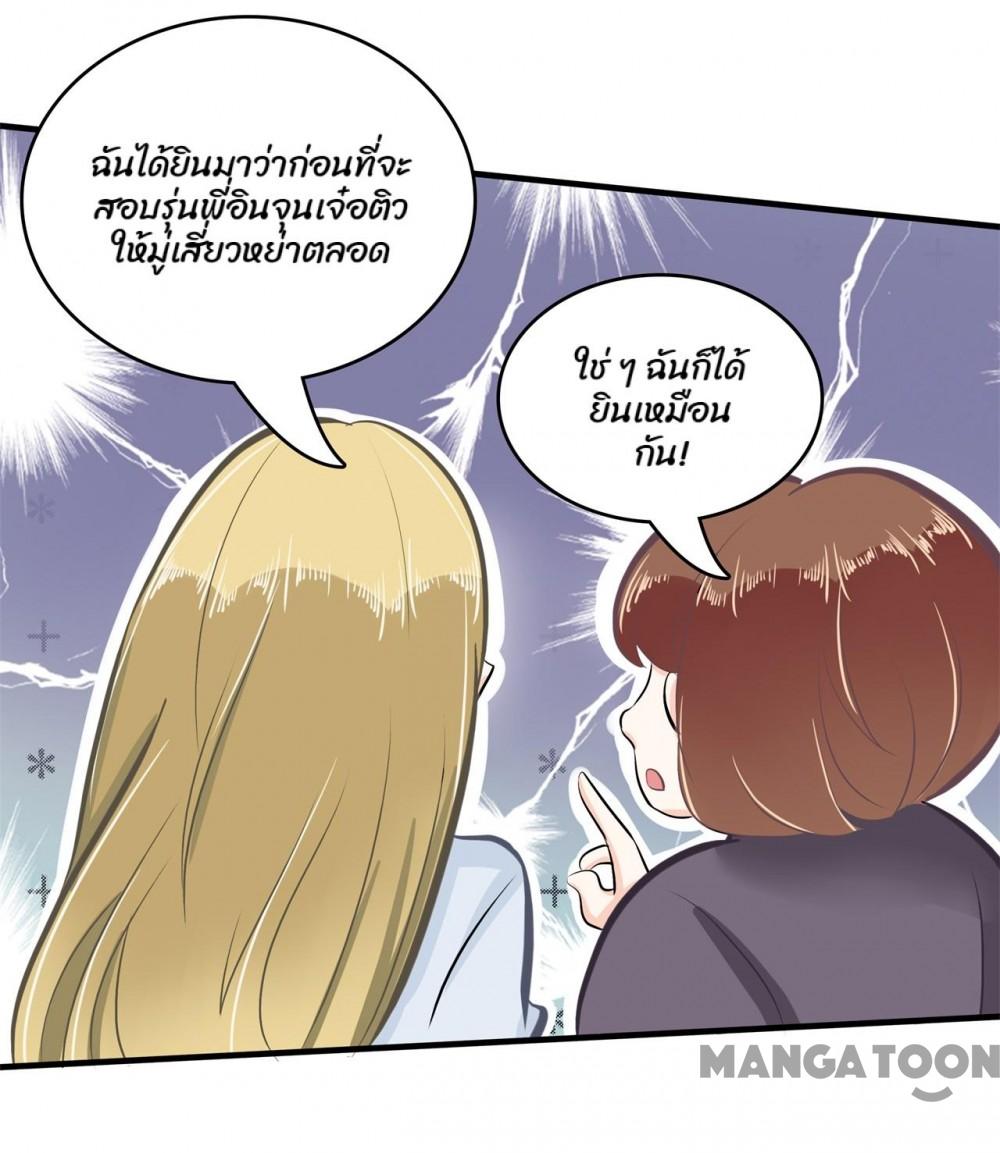 ฉันได้ยินมาว่าก่อนที่จะ
สอบรุ่นพี่อินจุนเจ๋อติว
ให้มู่เสี่ยวหย่าตลอด
ใช่ ๆ ฉันก็ได้
ยินเหมือน
กัน!
MANGATOON